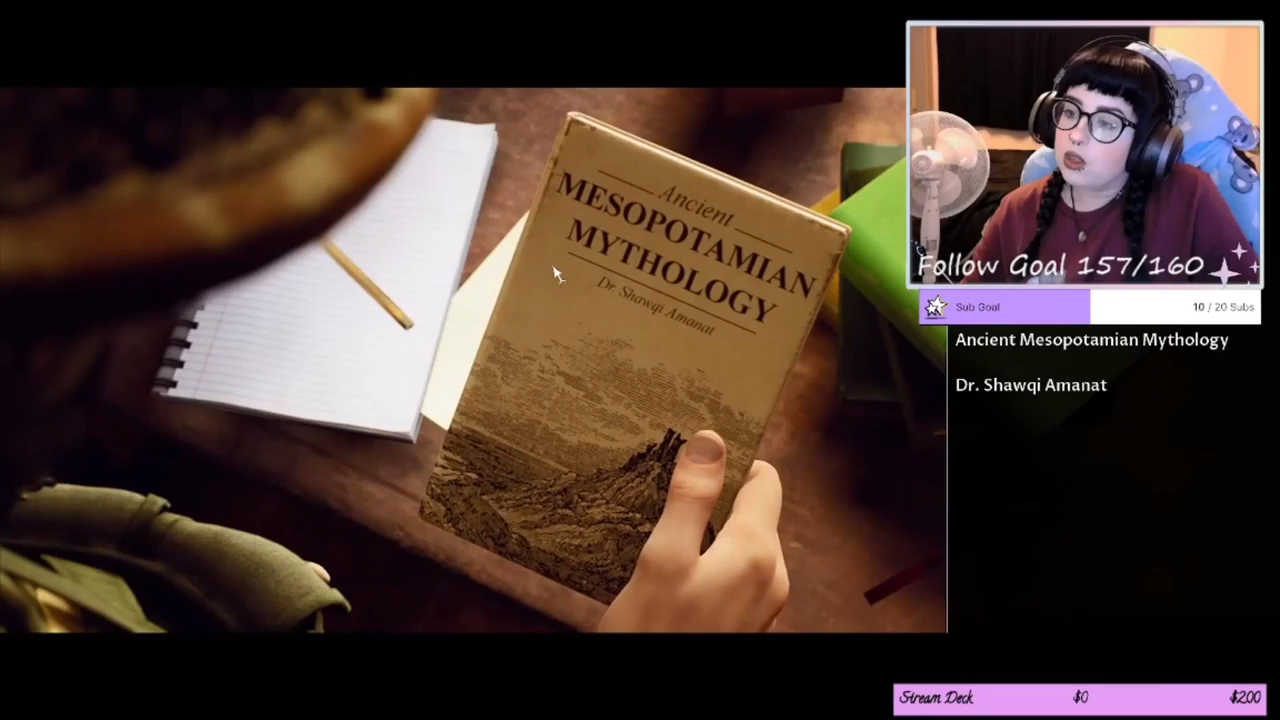 Ancient
MESOPOTAMIAN
MYTHOLOGY
Dr. Shawqi Amanat
Follow Goal 157/160
Sub Goal 10 / 20 Subs
Ancient Mesopotamian Mythology
Dr. Shawqi Amanat
Stream Deck $0 $200